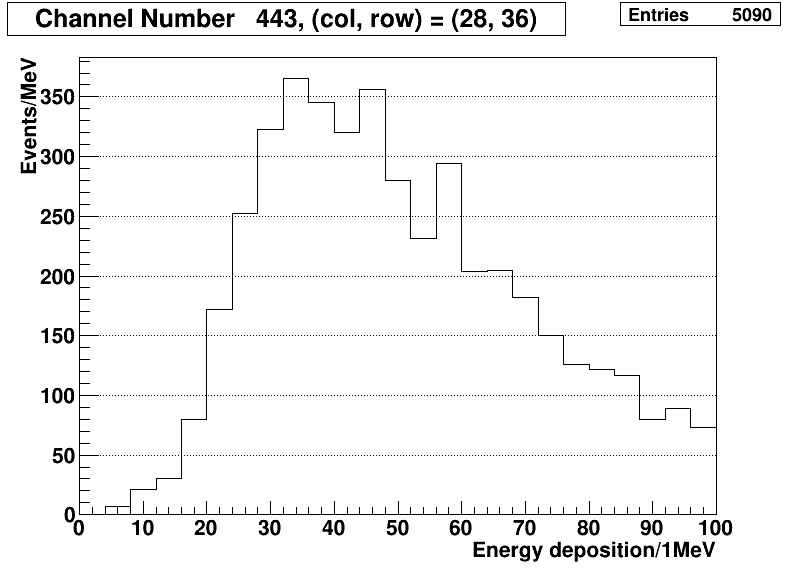 Channel Number 443, (col, row) = (28, 36)
Entries 5090
Events/MeV
350
300
250
200
150
100
50
0
0 10 20 30 40 50 60 70 80 90 100
Energy deposition/1MeV